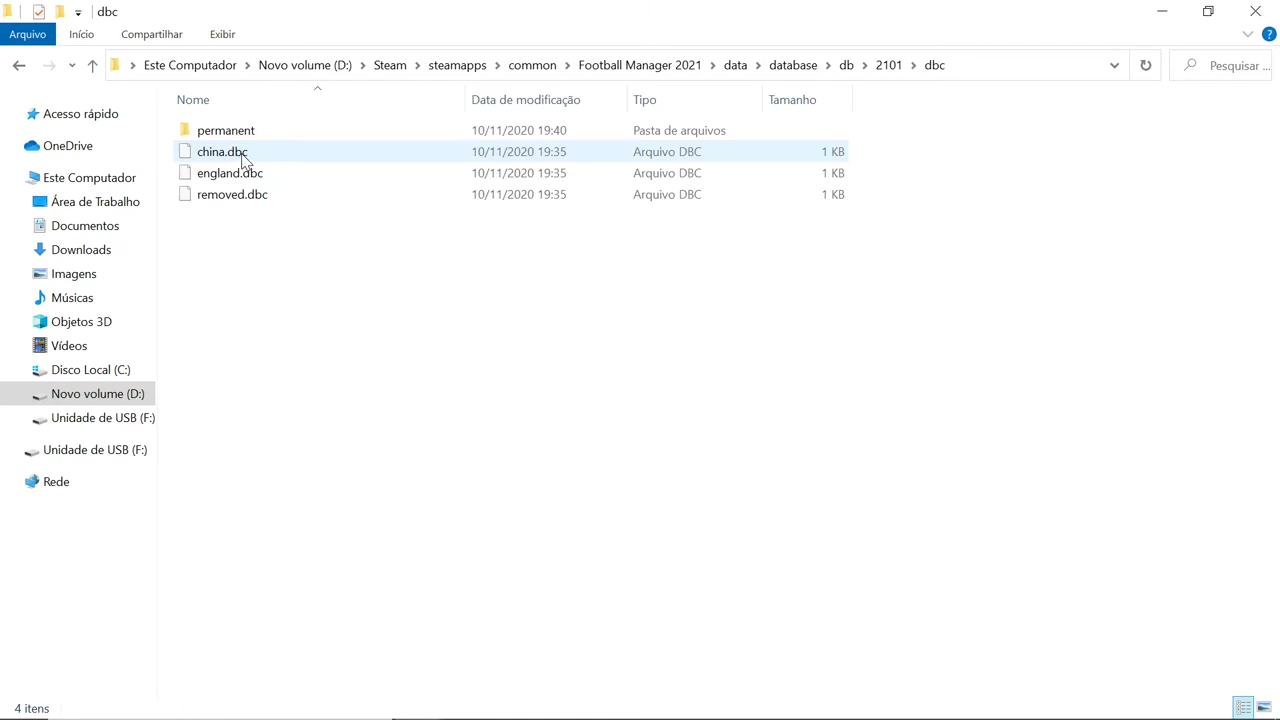 dbc
Arquivo Início Compartilhar Exibir
Este Computador Novo volume (D:) Steam steamapps common Football Manager 2021 data database db 2101 dbc Pesquisar ...
Nome Data de modificação Tipo Tamanho
permanent 10/11/2020 19:40 Pasta de arquivos
china.dbc 10/11/2020 19:35 Arquivo DBC 1 KB
england.dbc 10/11/2020 19:35 Arquivo DBC 1 KB
removed.dbc 10/11/2020 19:35 Arquivo DBC 1 KB
Acesso rápido
OneDrive
Este Computador
Área de Trabalho
Documentos
Downloads
Imagens
Músicas
Objetos 3D
Vídeos
Disco Local (C:)
Novo volume (D:)
Unidade de USB (F:)
Unidade de USB (F:)
Rede
4 itens